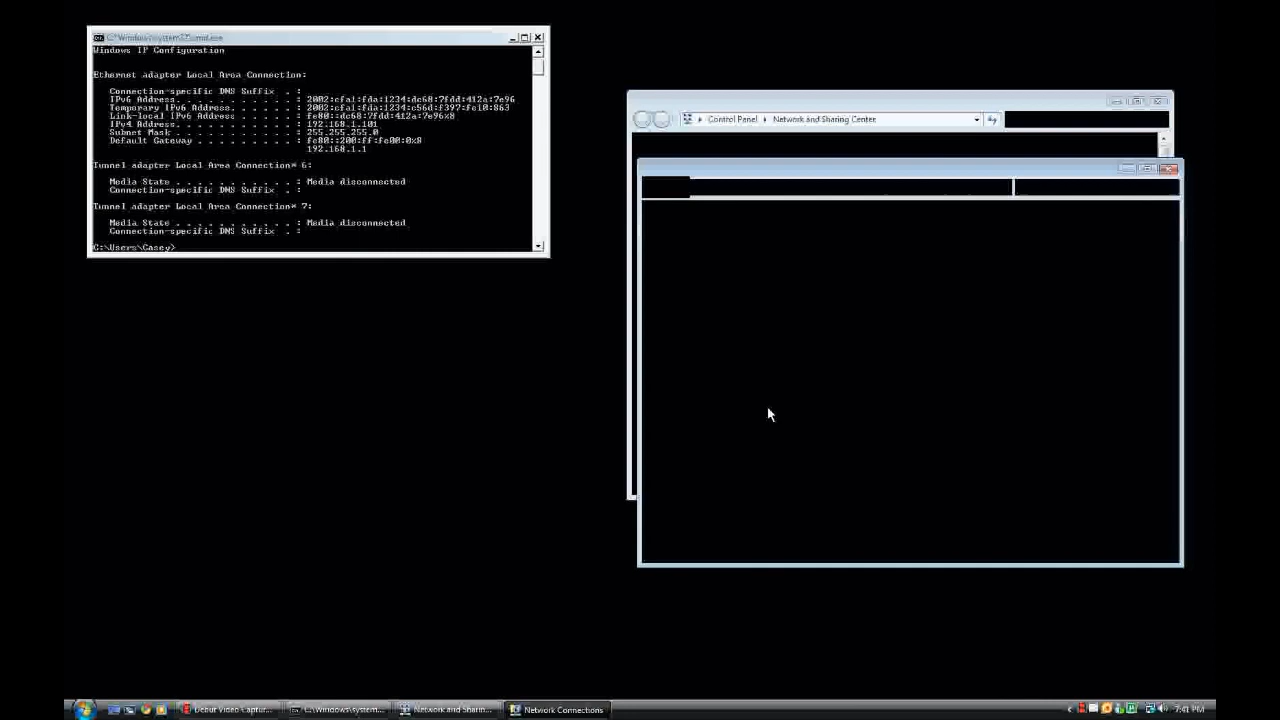 C:\Windows\system32\cmd.exe
Windows IP Configuration
Ethernet adapter Local Area Connection:
Connection-specific DNS Suffix  . :
IPv6 Address. . . . . . . . . . . : 2002:cfa1:fda:1234:dc68:7fdd:412a:7e96
Temporary IPv6 Address. . . . . . : 2002:cfa1:fda:1234:c56d:f397:fe10:863
Link-local IPv6 Address . . . . . : fe80::dc68:7fdd:412a:7e96%8
IPv4 Address. . . . . . . . . . . : 192.168.1.101
Subnet Mask . . . . . . . . . . . : 255.255.255.0
Default Gateway . . . . . . . . . : fe80::200:ff:fe00:0%8
192.168.1.1
Tunnel adapter Local Area Connection* 6:
Media State . . . . . . . . . . . : Media disconnected
Connection-specific DNS Suffix  . :
Tunnel adapter Local Area Connection* 7:
Media State . . . . . . . . . . . : Media disconnected
Connection-specific DNS Suffix  . :
C:\Users\Casey>
Control Panel Network and Sharing Center
Debut Video Captur... C:\Windows\system... Network and Sharin... Network Connections 7:41 PM